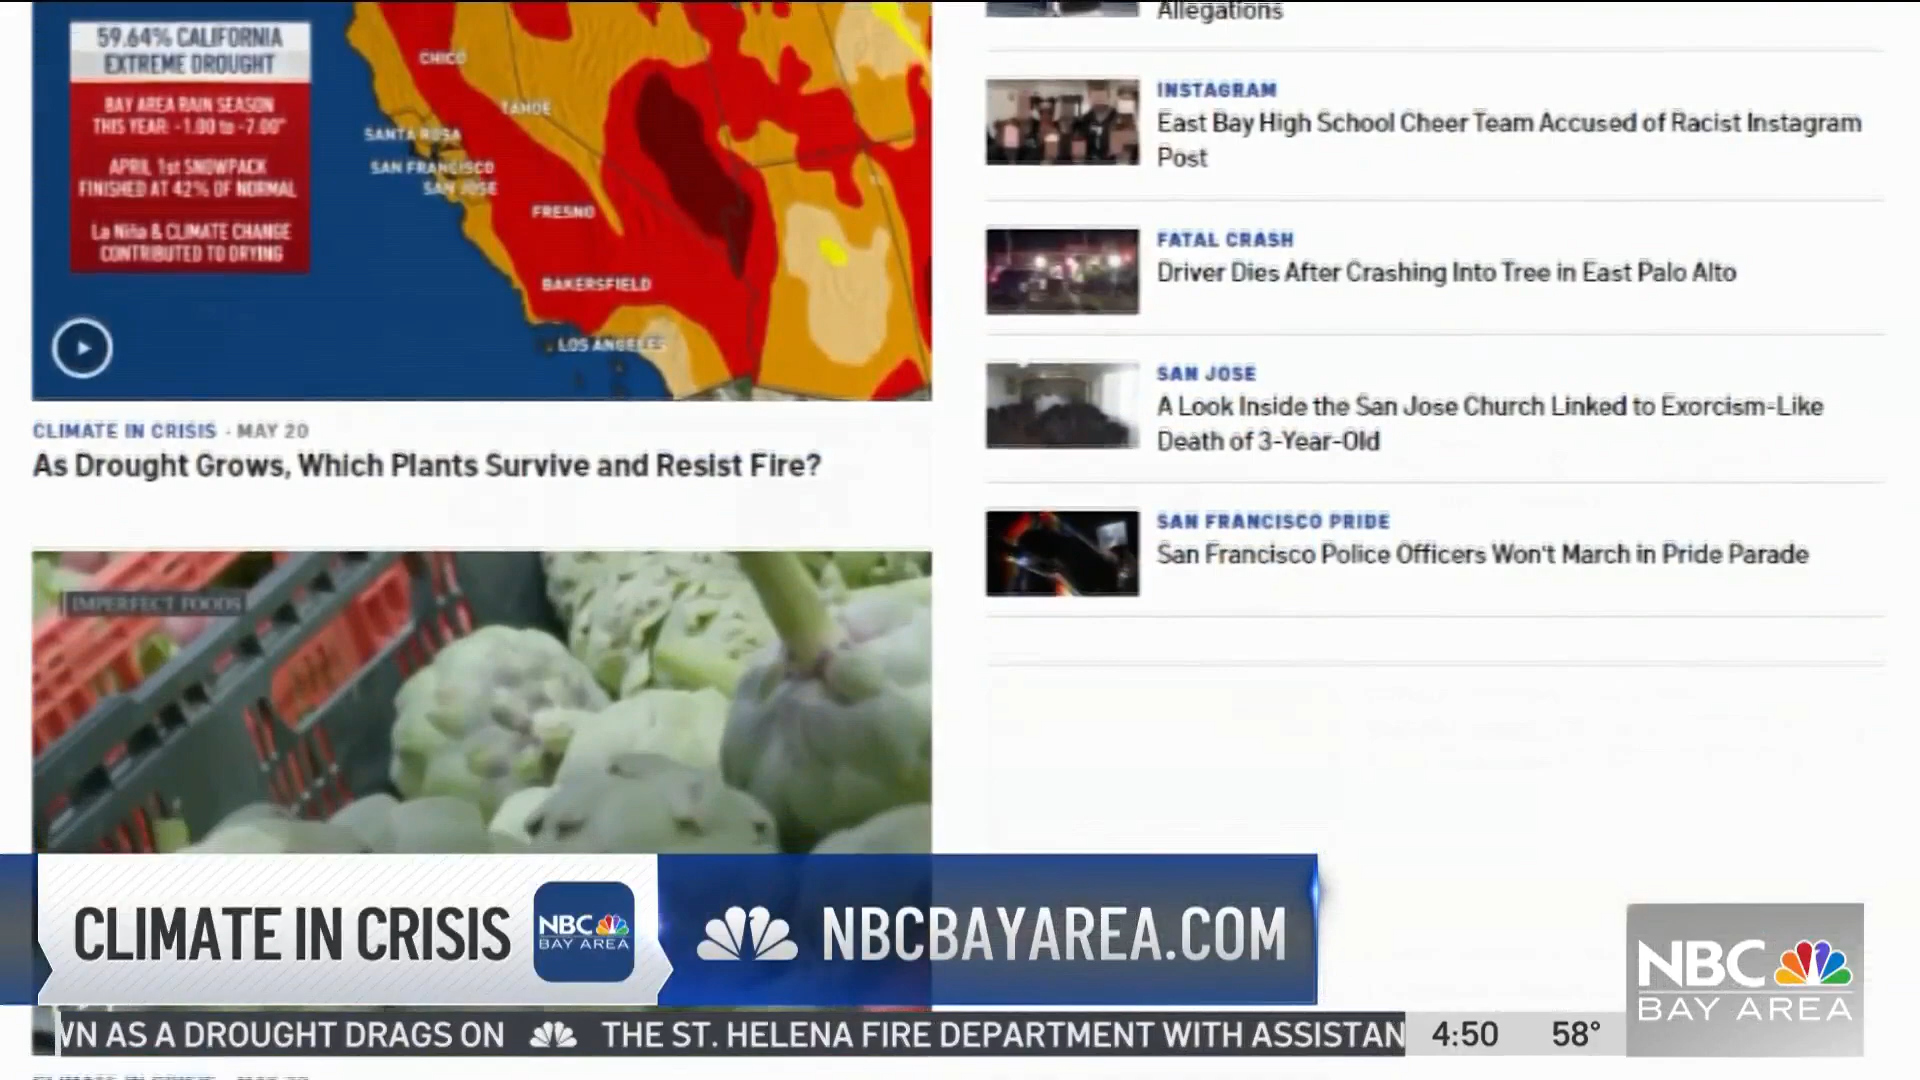 59.64% CALIFORNIA
EXTREME DROUGHT
BAY AREA RAIN SEASON
THIS YEAR: -1.00 to -7.00"
APRIL 1st SNOWPACK
FINISHED AT 42% OF NORMAL
La Niña & CLIMATE CHANGE
CONTRIBUTED TO DRYING
CHICO
TAHOE
SANTA ROSA
SAN FRANCISCO
SAN JOSE
FRESNO
BAKERSFIELD
LOS ANGELES
CLIMATE IN CRISIS - MAY 20
As Drought Grows, Which Plants Survive and Resist Fire?
IMPERFECT FOODS
Allegations
INSTAGRAM
East Bay High School Cheer Team Accused of Racist Instagram
Post
FATAL CRASH
Driver Dies After Crashing Into Tree in East Palo Alto
SAN JOSE
A Look Inside the San Jose Church Linked to Exorcism-Like
Death of 3-Year-Old
SAN FRANCISCO PRIDE
San Francisco Police Officers Won't March in Pride Parade
CLIMATE IN CRISIS
NBC
BAY AREA
NBCBAYAREA.COM
NBC
BAY AREA
WN AS A DROUGHT DRAGS ON THE ST. HELENA FIRE DEPARTMENT WITH ASSISTAN
4:50 58°